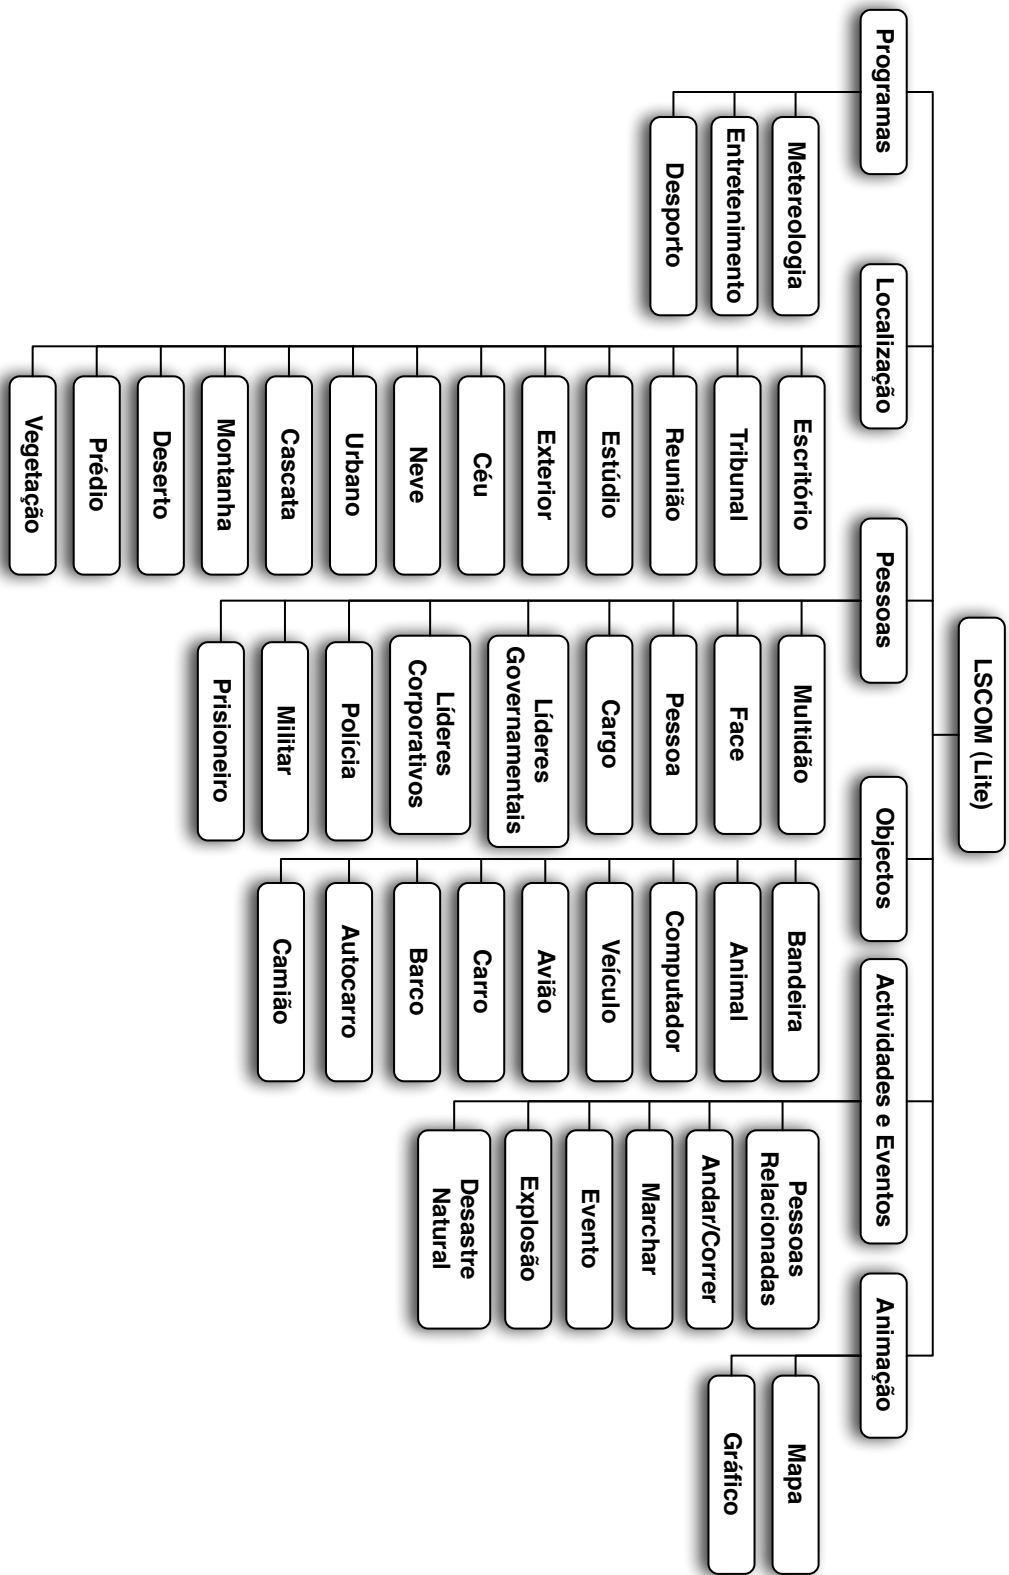 LSCOM (Lite)
Programas
Metereologia
Entretenimento
Desporto
Localização
Escritório
Tribunal
Reunião
Estúdio
Exterior
Céu
Neve
Urbano
Cascata
Montanha
Deserto
Prédio
Vegetação
Pessoas
Multidão
Face
Pessoa
Cargo
Líderes
Governamentais
Líderes
Corporativos
Polícia
Militar
Prisioneiro
Objectos
Bandeira
Animal
Computador
Veículo
Avião
Carro
Barco
Autocarro
Camião
Actividades e Eventos
Pessoas
Relacionadas
Andar/Correr
Marchar
Evento
Explosão
Desastre
Natural
Animação
Mapa
Gráfico